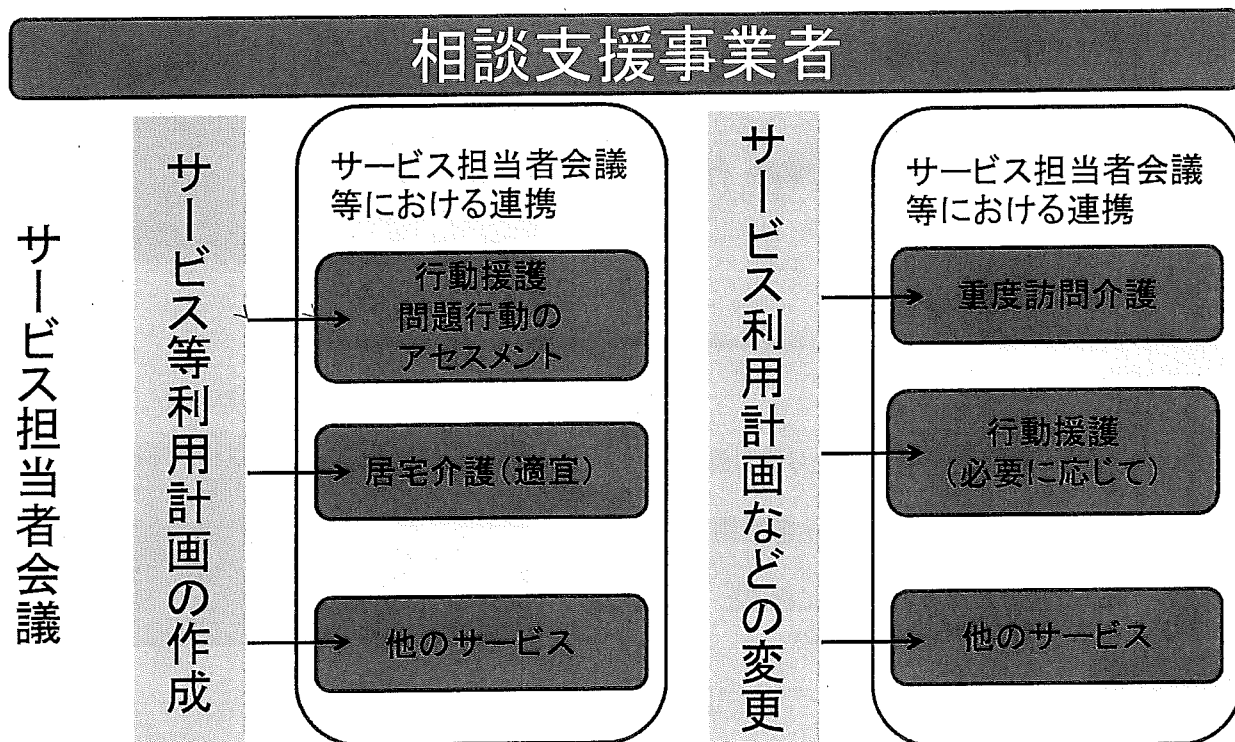 相談支援事業者
サービス担当者会議
サービス等利用計画の作成
サービス担当者会議
等における連携
行動援護
問題行動の
アセスメント
居宅介護(適宜)
他のサービス
サービス利用計画などの変更
サービス担当者会議
等における連携
重度訪問介護
行動援護
(必要に応じて)
他のサービス